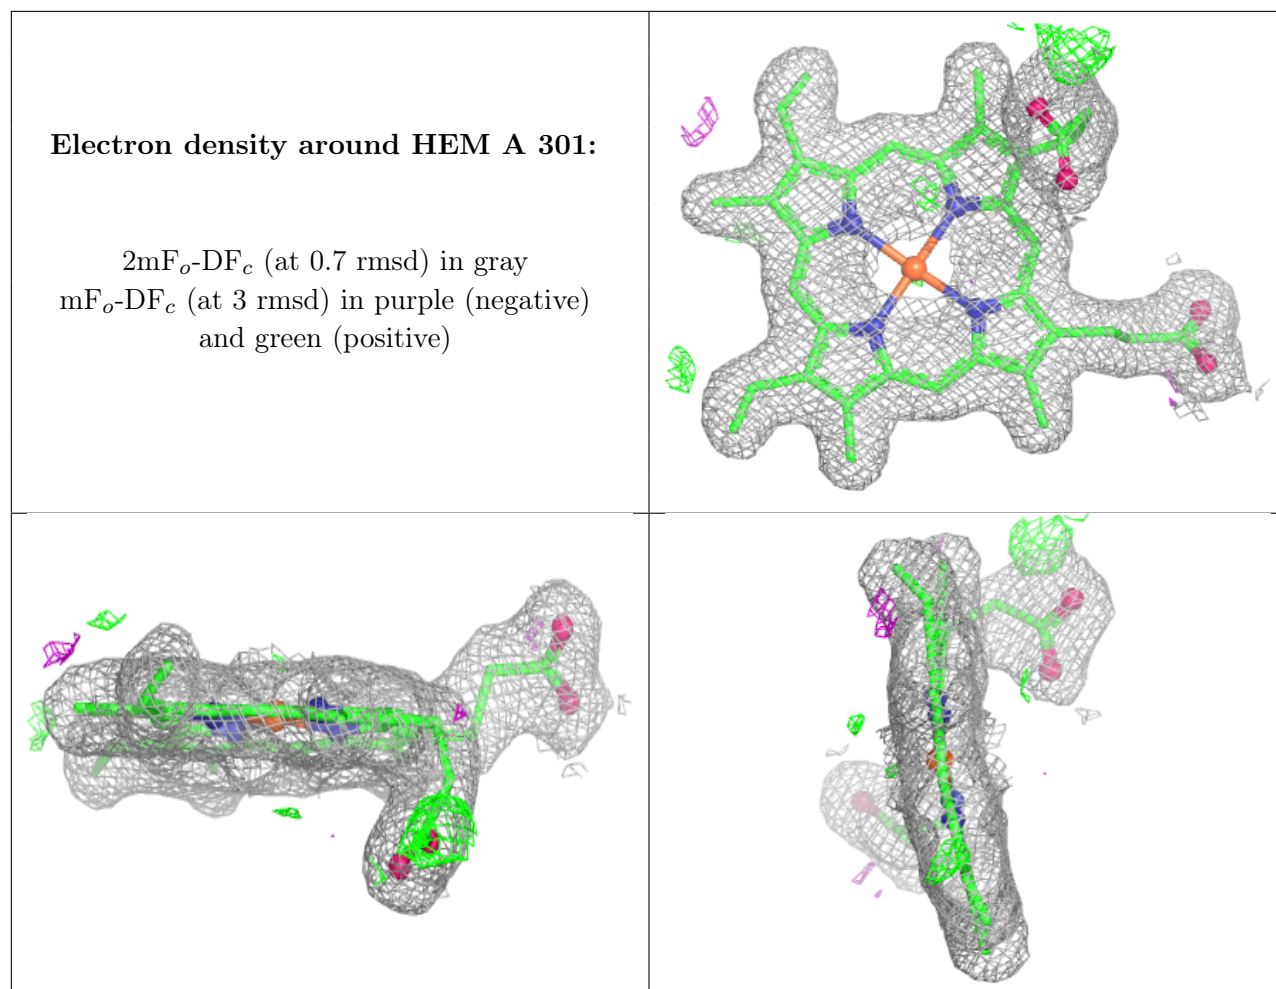 Electron density around HEM A 301:
2mFₒ-DF𝑐 (at 0.7 rmsd) in gray
mFₒ-DF𝑐 (at 3 rmsd) in purple (negative)
and green (positive)